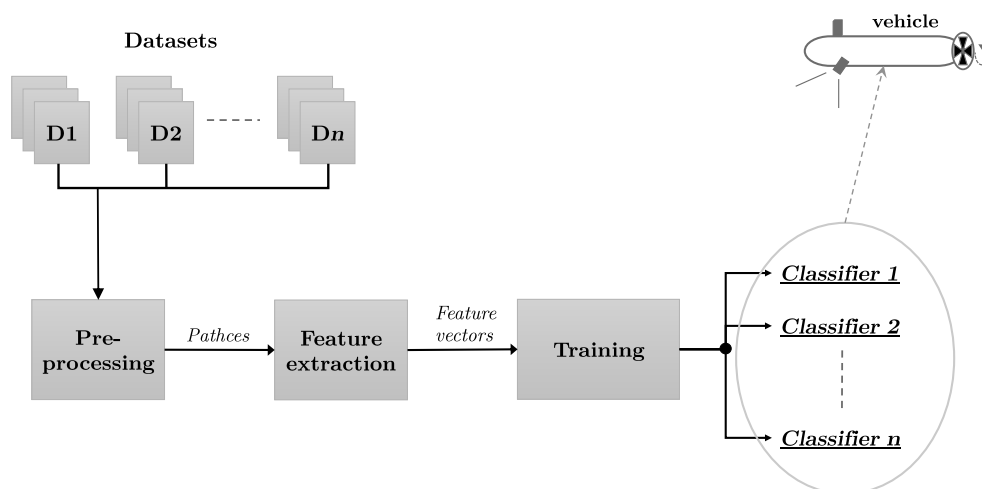 Datasets
vehicle
D1
D2
Dn
Classifier 1
Pre-
processing
Pathces
Feature
extraction
Feature
vectors
Training
Classifier 2
Classifier n